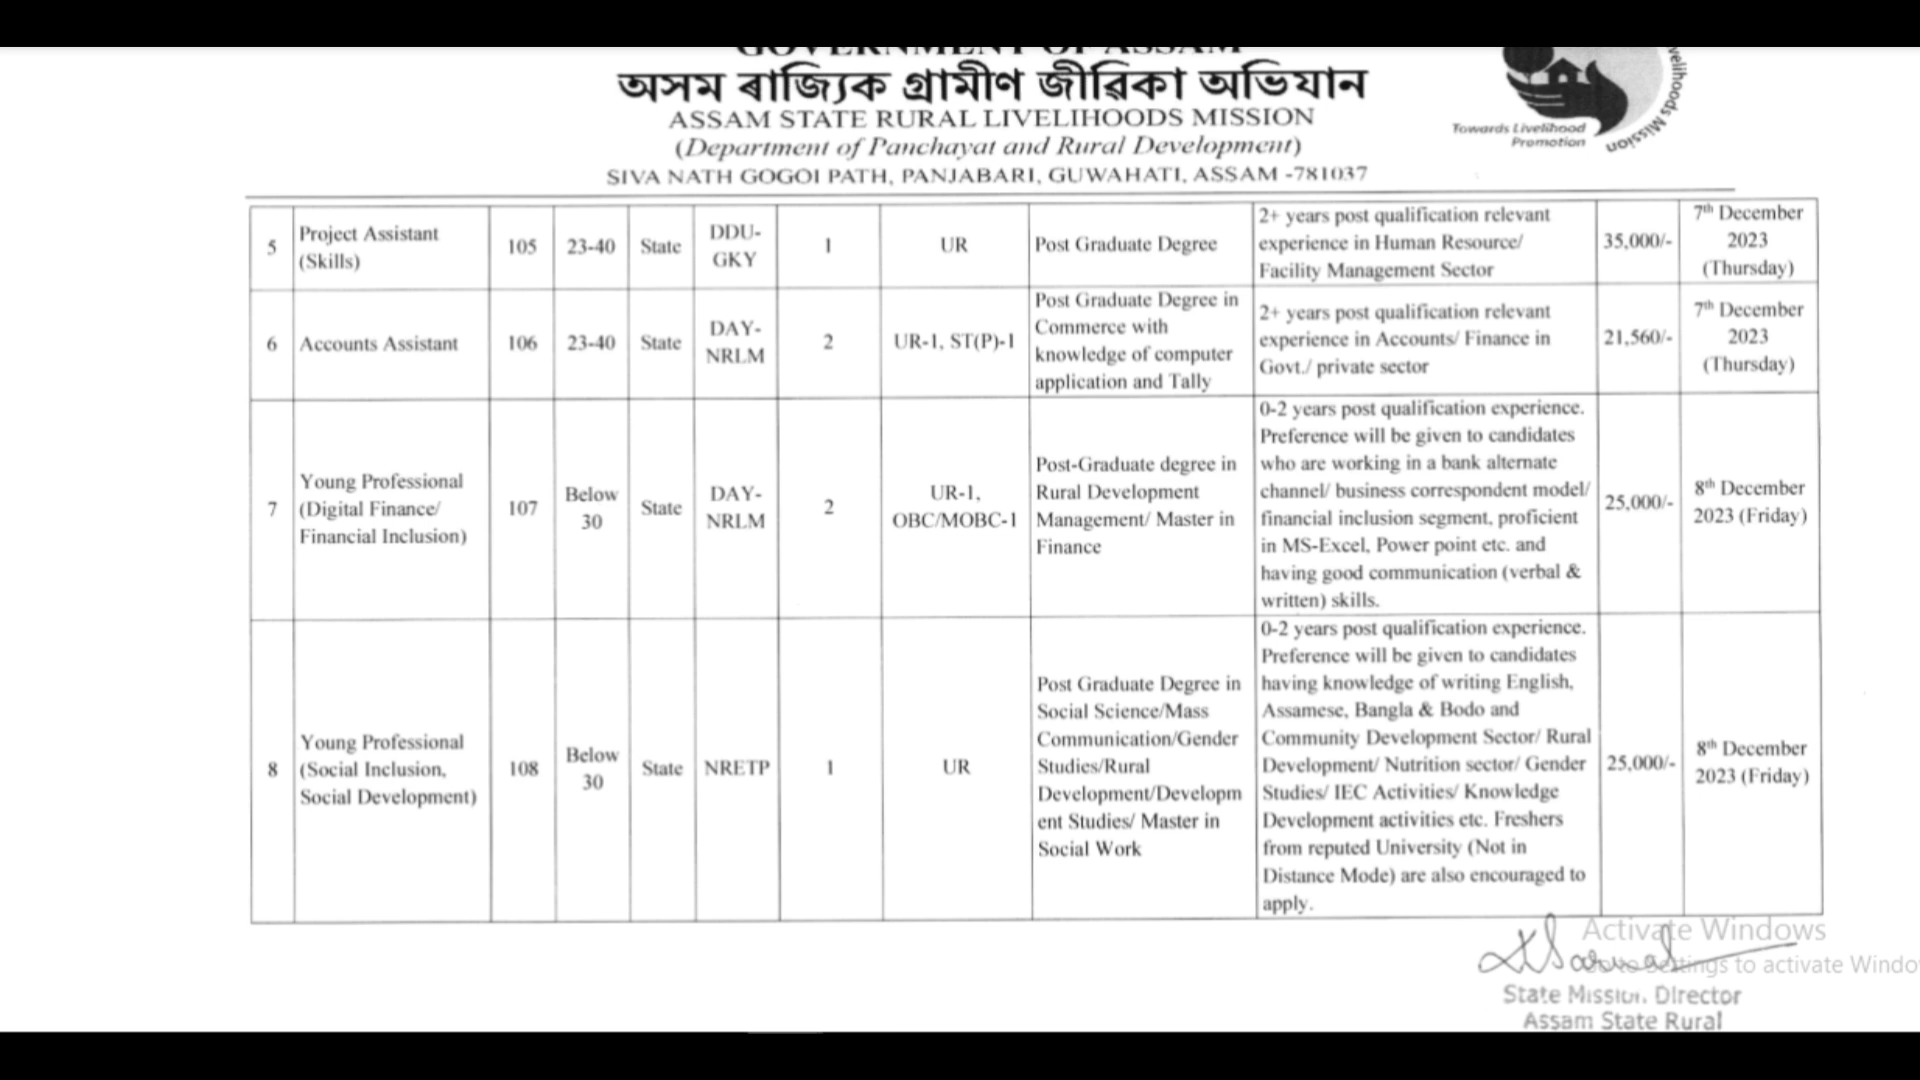 GOVERNMENT OF ASSAM
অসম ৰাজ্যিক গ্ৰামীণ জীৱিকা অভিযান
ASSAM STATE RURAL LIVELIHOODS MISSION
(Department of Panchayat and Rural Development)
SIVA NATH GOGOI PATH, PANJABARI, GUWAHATI, ASSAM -781037
velihoods Mission
Towards Livelihood
Promotion
5
Project Assistant
(Skills)
105
23-40
State
DDU-
GKY
1
UR
Post Graduate Degree
2+ years post qualification relevant
experience in Human Resource/
Facility Management Sector
35,000/-
7th December
2023
(Thursday)
6
Accounts Assistant
106
23-40
State
DAY-
NRLM
2
UR-1, ST(P)-1
Post Graduate Degree in
Commerce with
knowledge of computer
application and Tally
2+ years post qualification relevant
experience in Accounts/ Finance in
Govt./ private sector
21,560/-
7th December
2023
(Thursday)
7
Young Professional
(Digital Finance/
Financial Inclusion)
107
Below
30
State
DAY-
NRLM
2
UR-1,
OBC/MOBC-1
Post-Graduate degree in
Rural Development
Management/ Master in
Finance
0-2 years post qualification experience.
Preference will be given to candidates
who are working in a bank alternate
channel/ business correspondent model/
financial inclusion segment, proficient
in MS-Excel, Power point etc. and
having good communication (verbal &
written) skills.
25,000/-
8th December
2023 (Friday)
8
Young Professional
(Social Inclusion,
Social Development)
108
Below
30
State
NRETP
1
UR
Post Graduate Degree in
Social Science/Mass
Communication/Gender
Studies/Rural
Development/Developm
ent Studies/ Master in
Social Work
0-2 years post qualification experience.
Preference will be given to candidates
having knowledge of writing English,
Assamese, Bangla & Bodo and
Community Development Sector/ Rural
Development/ Nutrition sector/ Gender
Studies/ IEC Activities/ Knowledge
Development activities etc. Freshers
from reputed University (Not in
Distance Mode) are also encouraged to
apply.
25,000/-
8th December
2023 (Friday)
Activate Windows
Go to Settings to activate Windo
State Mission Director
Assam State Rural